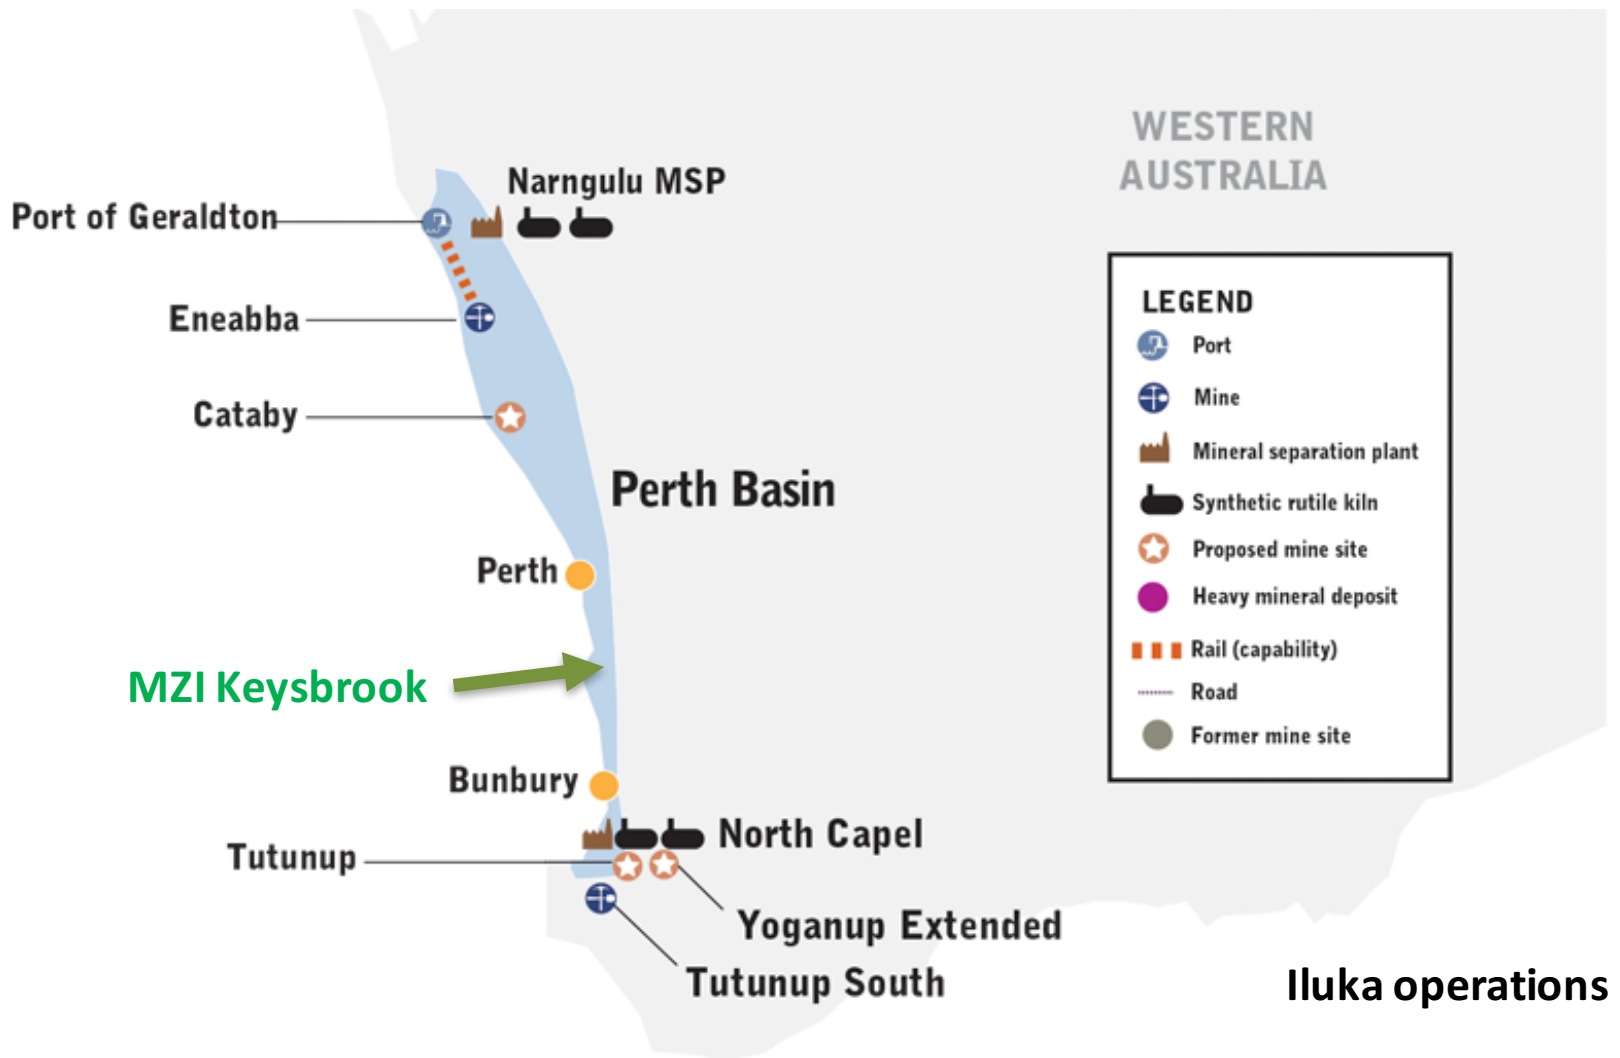 WESTERN
AUSTRALIA
Narngulu MSP
Port of Geraldton
Eneabba
Cataby
Perth Basin
Perth
MZI Keysbrook
Bunbury
North Capel
Tutunup
Yoganup Extended
Tutunup South
LEGEND
Port
Mine
Mineral separation plant
Synthetic rutile kiln
Proposed mine site
Heavy mineral deposit
Rail (capability)
Road
Former mine site
Iluka operations